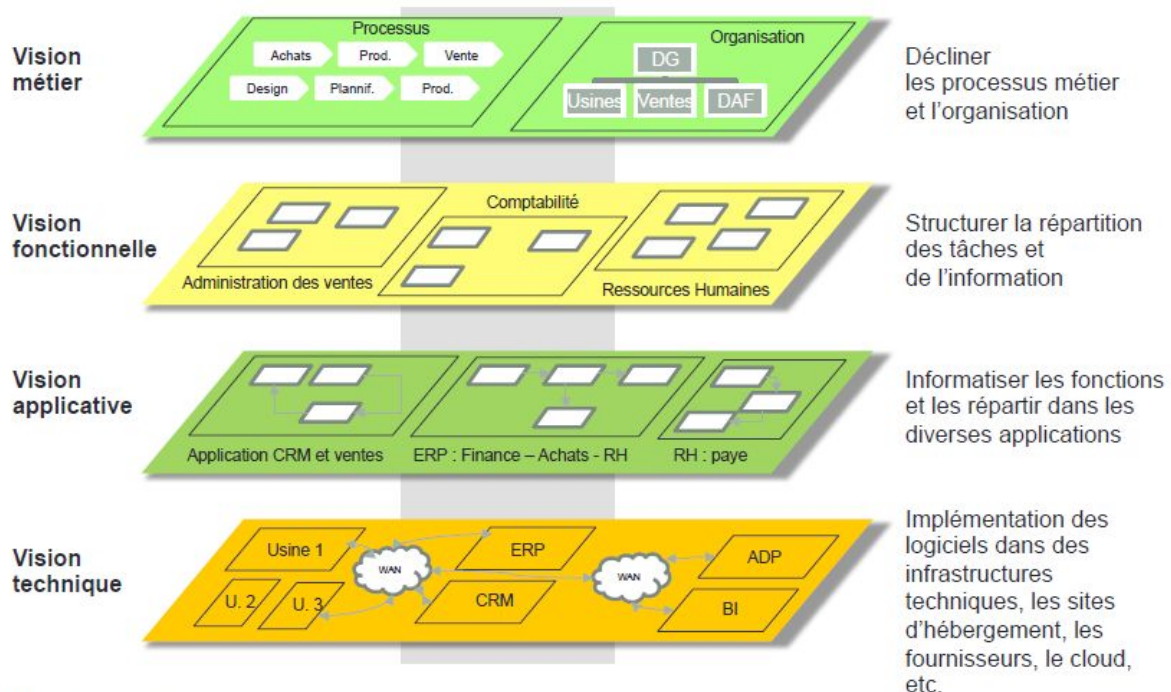 Vision
métier
Processus
Achats
Prod.
Vente
Design
Plannif.
Prod.
Organisation
DG
Usines
Ventes
DAF
Décliner
les processus métier
et l'organisation
Vision
fonctionnelle
Comptabilité
Administration des ventes
Ressources Humaines
Structurer la répartition
des tâches et
de l'information
Vision
applicative
Application CRM et ventes
ERP : Finance – Achats - RH
RH : paye
Informatiser les fonctions
et les répartir dans les
diverses applications
Vision
technique
Usine 1
U. 2
U. 3
WAN
ERP
CRM
WAN
ADP
BI
Implémentation des
logiciels dans des
infrastructures
techniques, les sites
d'hébergement, les
fournisseurs, le cloud,
etc.